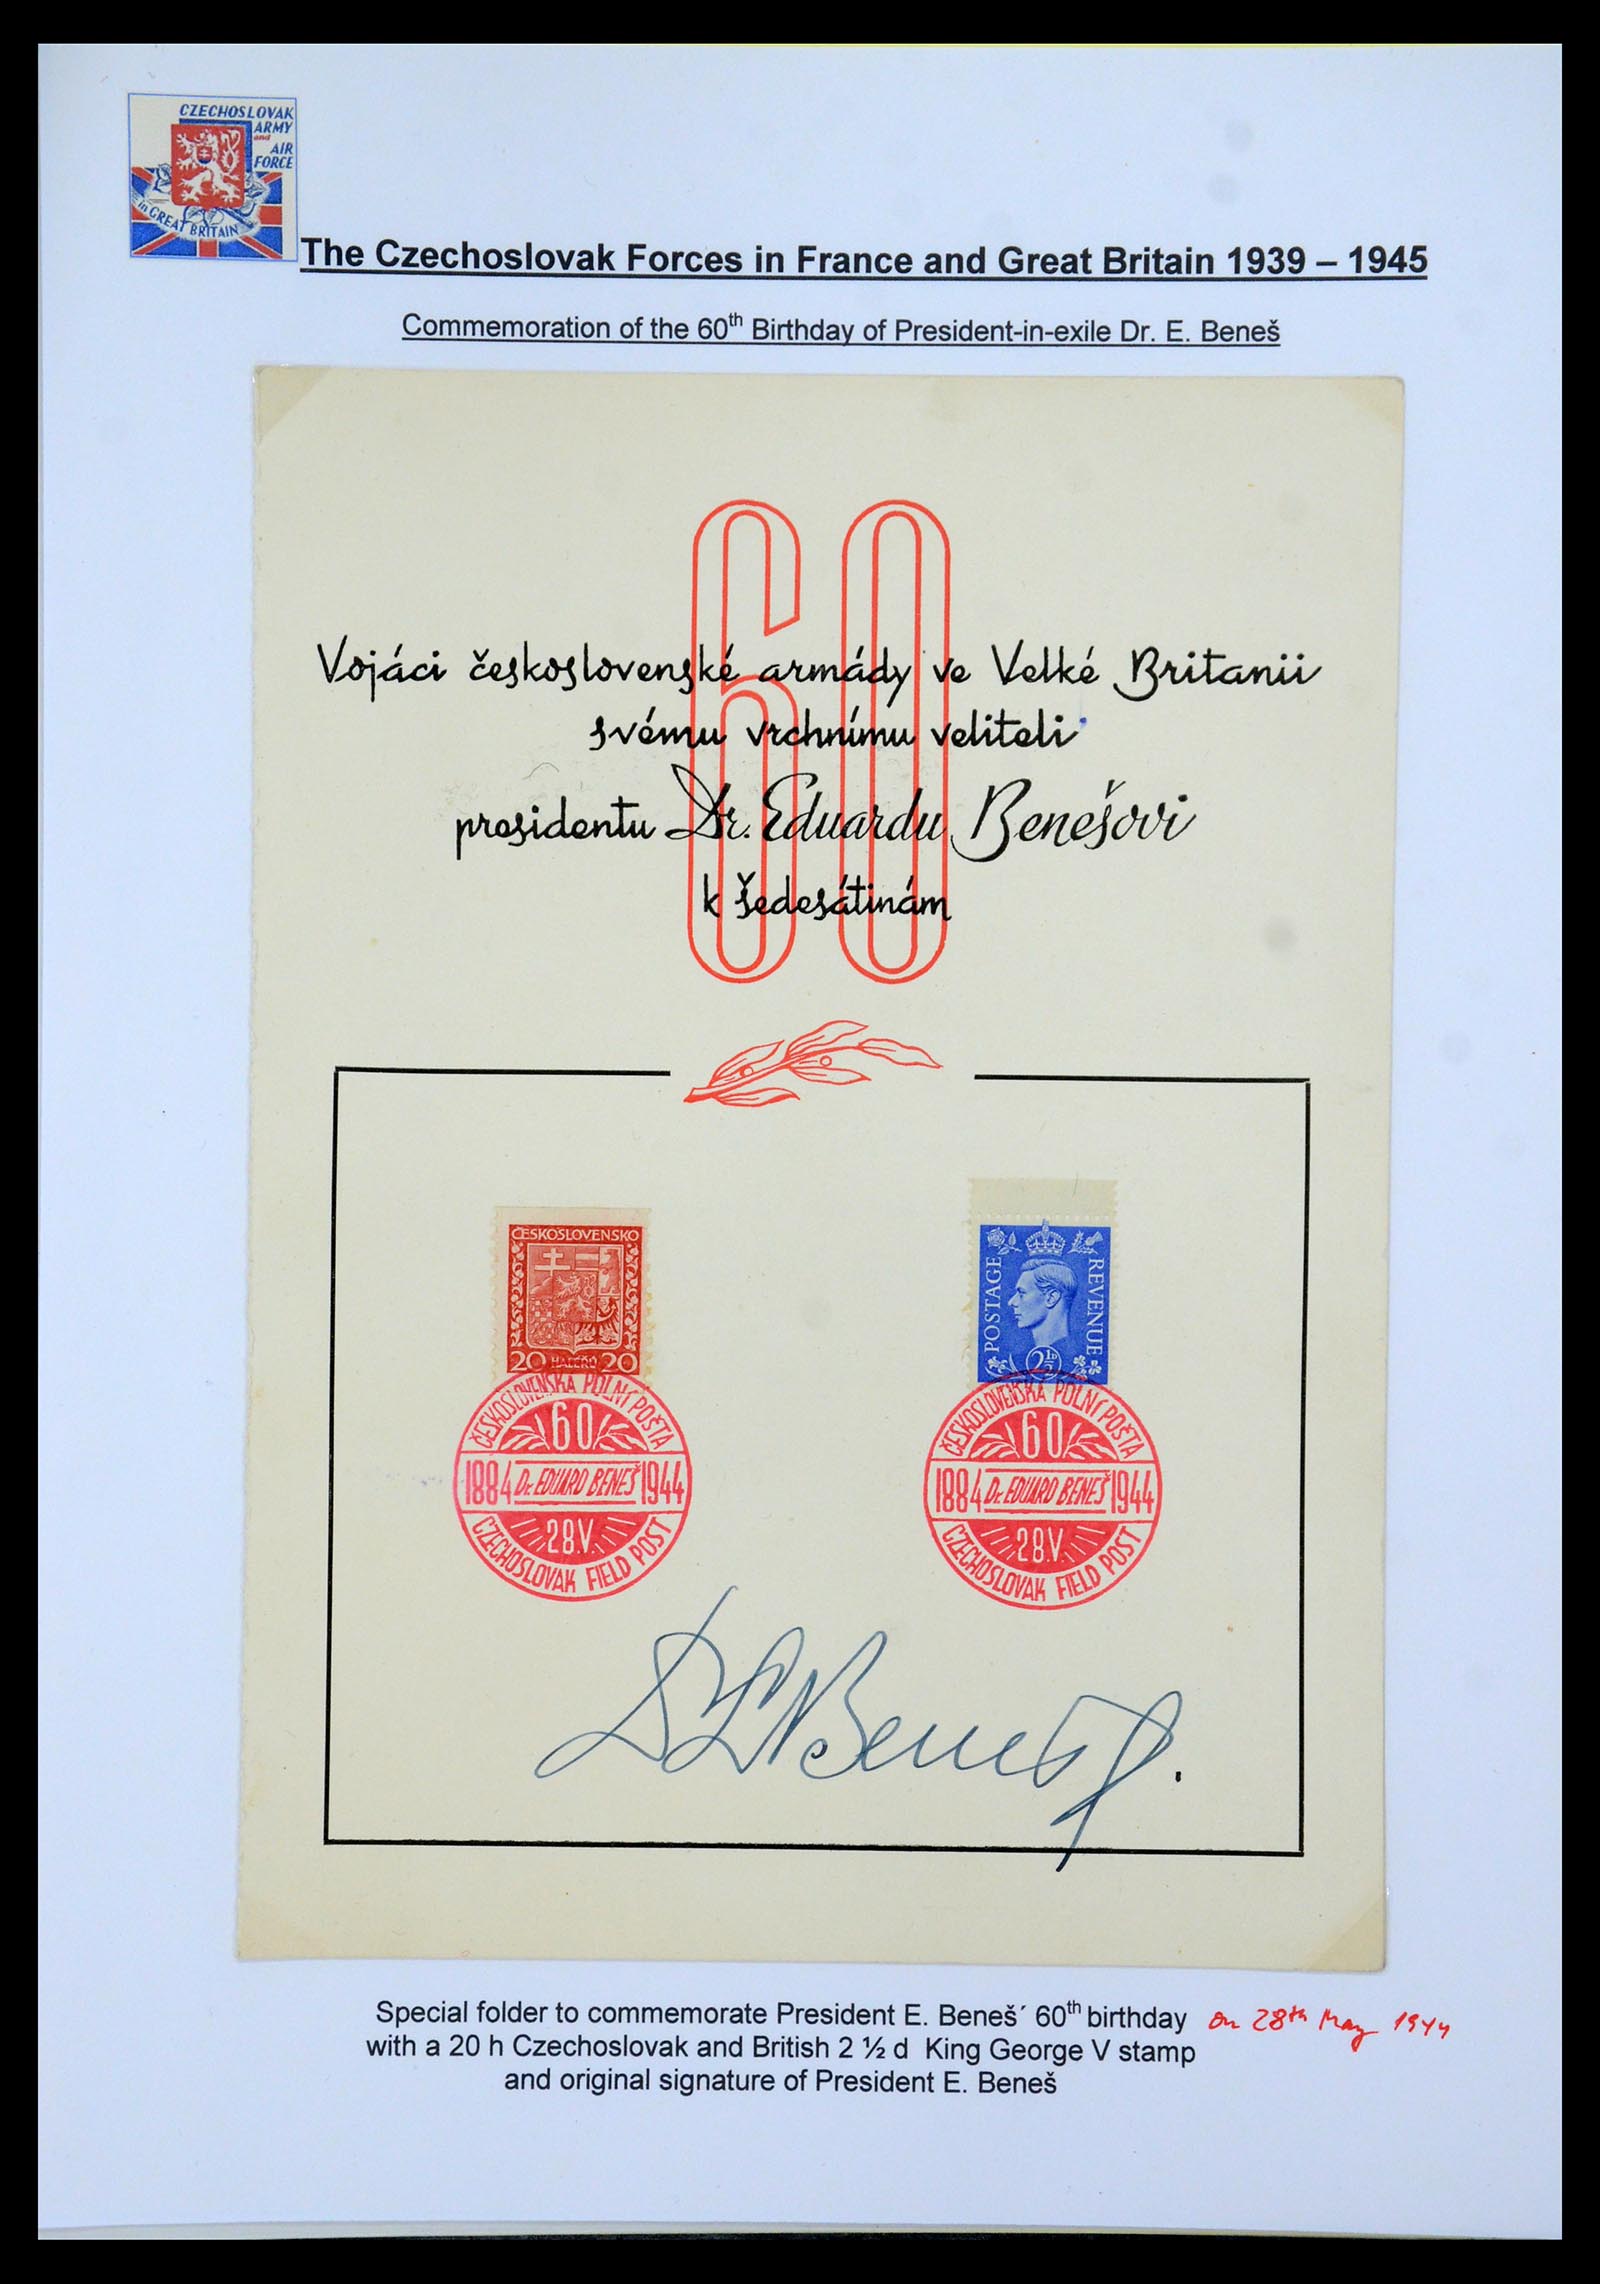 CZECHOSLOVAK
ARMY
and
AIR
FORCE
in GREAT BRITAIN
The Czechoslovak Forces in France and Great Britain 1939 – 1945
Commemoration of the 60th Birthday of President-in-exile Dr. E. Beneš
60
Vojáci československé armády ve Velké Britanii
svému vrchnímu veliteli
presidentu Dr. Eduardu Benešovi
k šedesátinám
ČESKOSLOVENSKO
20 HALÉŘŮ 20
POSTAGE
REVENUE
2½D
ČESKOSLOVENSKÁ POLNÍ POŠTA
60
1884 Dr. EDUARD BENEŠ 1944
28.V.
CZECHOSLOVAK FIELD POST
ČESKOSLOVENSKÁ POLNÍ POŠTA
60
1884 Dr. EDUARD BENEŠ 1944
28.V.
CZECHOSLOVAK FIELD POST
Beneš
Special folder to commemorate President E. Beneš´ 60th birthday on 28th May 1944
with a 20 h Czechoslovak and British 2 ½ d King George V stamp
and original signature of President E. Beneš